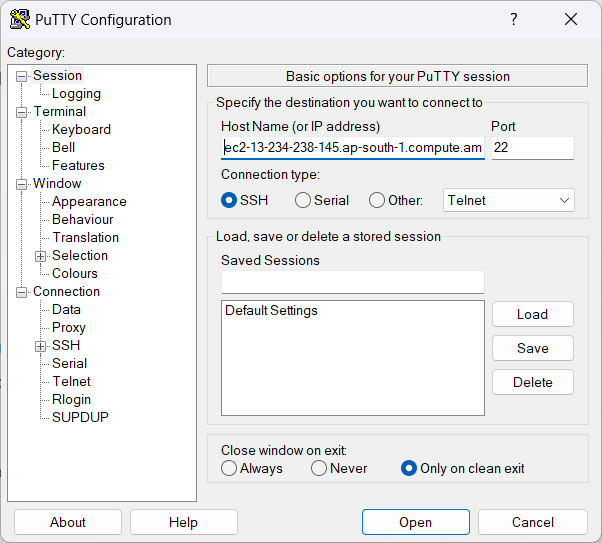 PuTTY Configuration
?
Category:
Session
Logging
Terminal
Keyboard
Bell
Features
Window
Appearance
Behaviour
Translation
Selection
Colours
Connection
Data
Proxy
SSH
Serial
Telnet
Rlogin
SUPDUP
Basic options for your PuTTY session
Specify the destination you want to connect to
Host Name (or IP address) Port
ec2-13-234-238-145.ap-south-1.compute.am 22
Connection type:
SSH Serial Other: Telnet
Load, save or delete a stored session
Saved Sessions
Default Settings
Load
Save
Delete
Close window on exit:
Always Never Only on clean exit
About Help Open Cancel